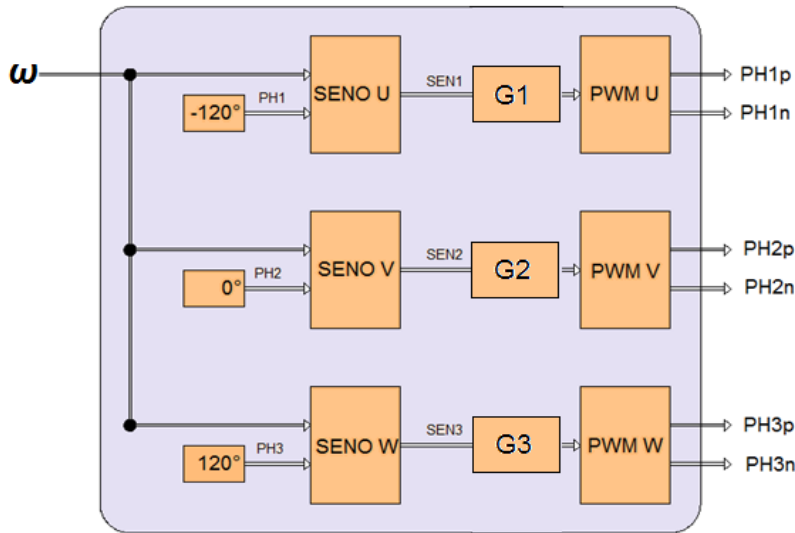 ω
PH1
-120°
SENO U
SEN1
G1
PWM U
PH1p
PH1n
PH2
0°
SENO V
SEN2
G2
PWM V
PH2p
PH2n
PH3
120°
SENO W
SEN3
G3
PWM W
PH3p
PH3n